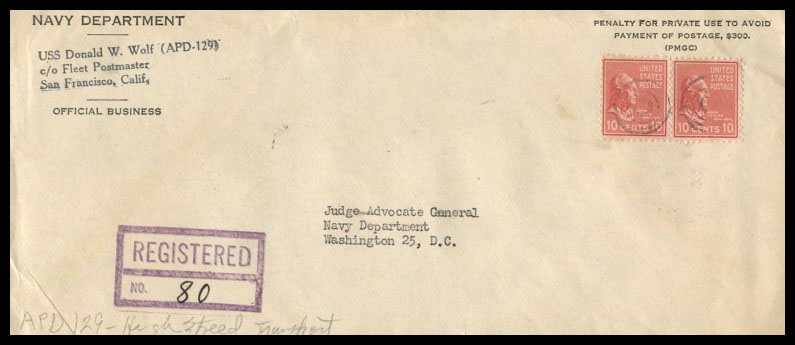 NAVY DEPARTMENT
USS Donald W. Wolf (APD-129)
c/o Fleet Postmaster
San Francisco, Calif,
OFFICIAL BUSINESS
PENALTY FOR PRIVATE USE TO AVOID
PAYMENT OF POSTAGE, $300.
(PMGC)
UNITED
STATES
POSTAGE
10 CENTS 10
UNITED
STATES
POSTAGE
10 CENTS 10
Judge Advocate General
Navy Department
Washington 25, D.C.
REGISTERED
NO. 80
APD 129 - High Speed Transport